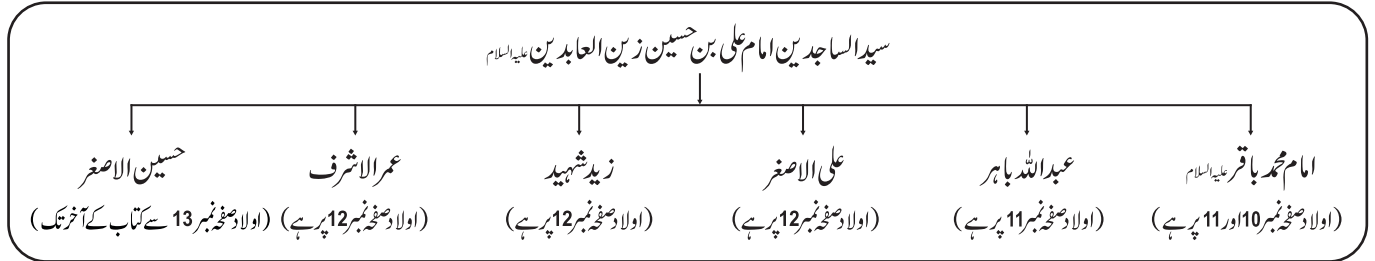 سید الساجدین امام علی بن حسین زین العابدین علیہ السلام
امام محمد باقر علیہ السلام عبداللہ باہر علی الاصغر زید شہید عمر الاشرف حسین الاصغر
(اولاد صفحہ نمبر 10 اور 11 پر ہے) (اولاد صفحہ نمبر 11 پر ہے) (اولاد صفحہ نمبر 12 پر ہے) (اولاد صفحہ نمبر 12 پر ہے) (اولاد صفحہ نمبر 12 پر ہے) (اولاد صفحہ نمبر 13 سے کتاب کے آخر تک)